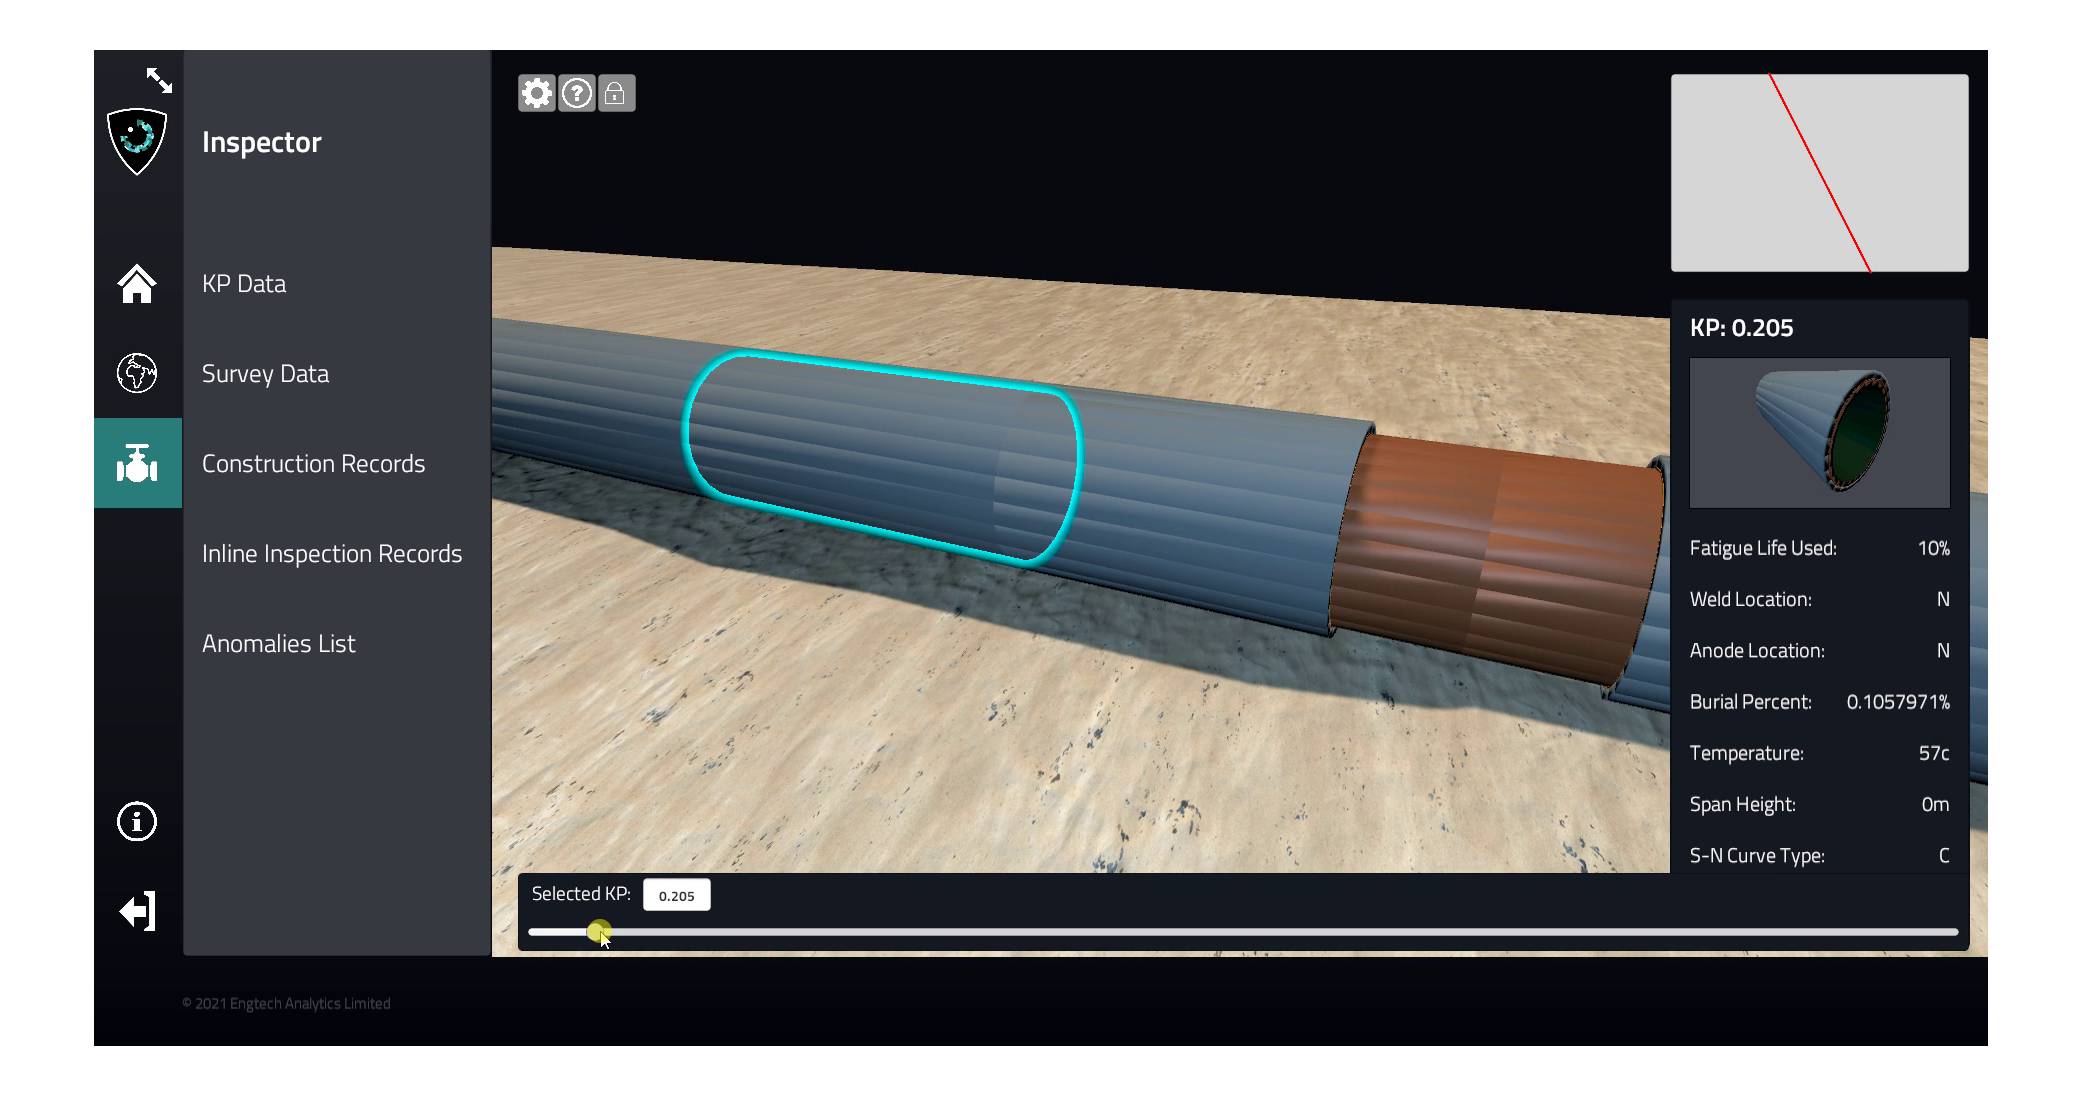 Inspector
KP Data
Survey Data
Construction Records
Inline Inspection Records
Anomalies List
KP: 0.205
Fatigue Life Used: 10%
Weld Location: N
Anode Location: N
Burial Percent: 0.1057971%
Temperature: 57c
Span Height: 0m
S-N Curve Type: C
Selected KP: 0.205
© 2021 Engtech Analytics Limited